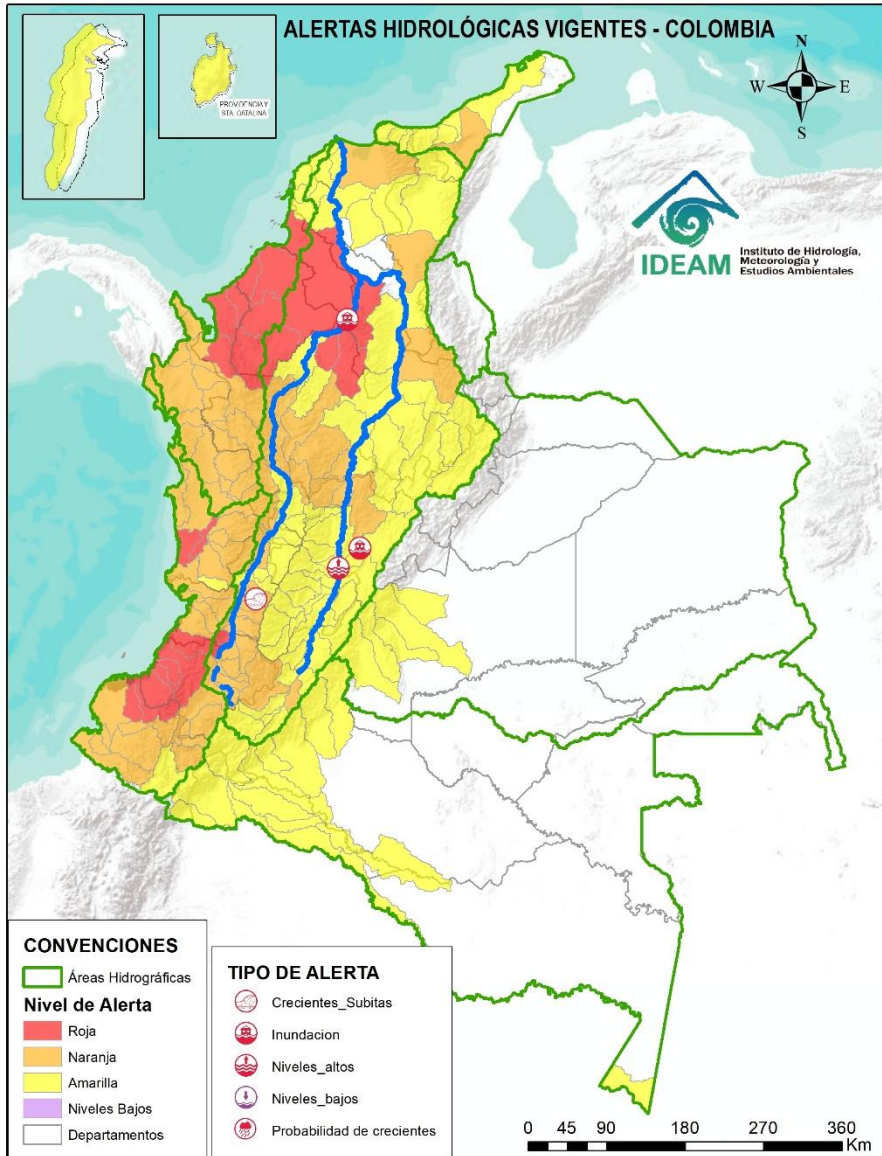 ALERTAS HIDROLÓGICAS VIGENTES - COLOMBIA
PROVIDENCIA Y
STA. CATALINA
N
W
E
S
IDEAM
Instituto de Hidrología,
Meteorología y
Estudios Ambientales
CONVENCIONES
Áreas Hidrográficas
Nivel de Alerta
Roja
Naranja
Amarilla
Niveles Bajos
Departamentos
TIPO DE ALERTA
Crecientes_Subitas
Inundacion
Niveles_altos
Niveles_bajos
Probabilidad de crecientes
0 45 90 180 270 360
Km